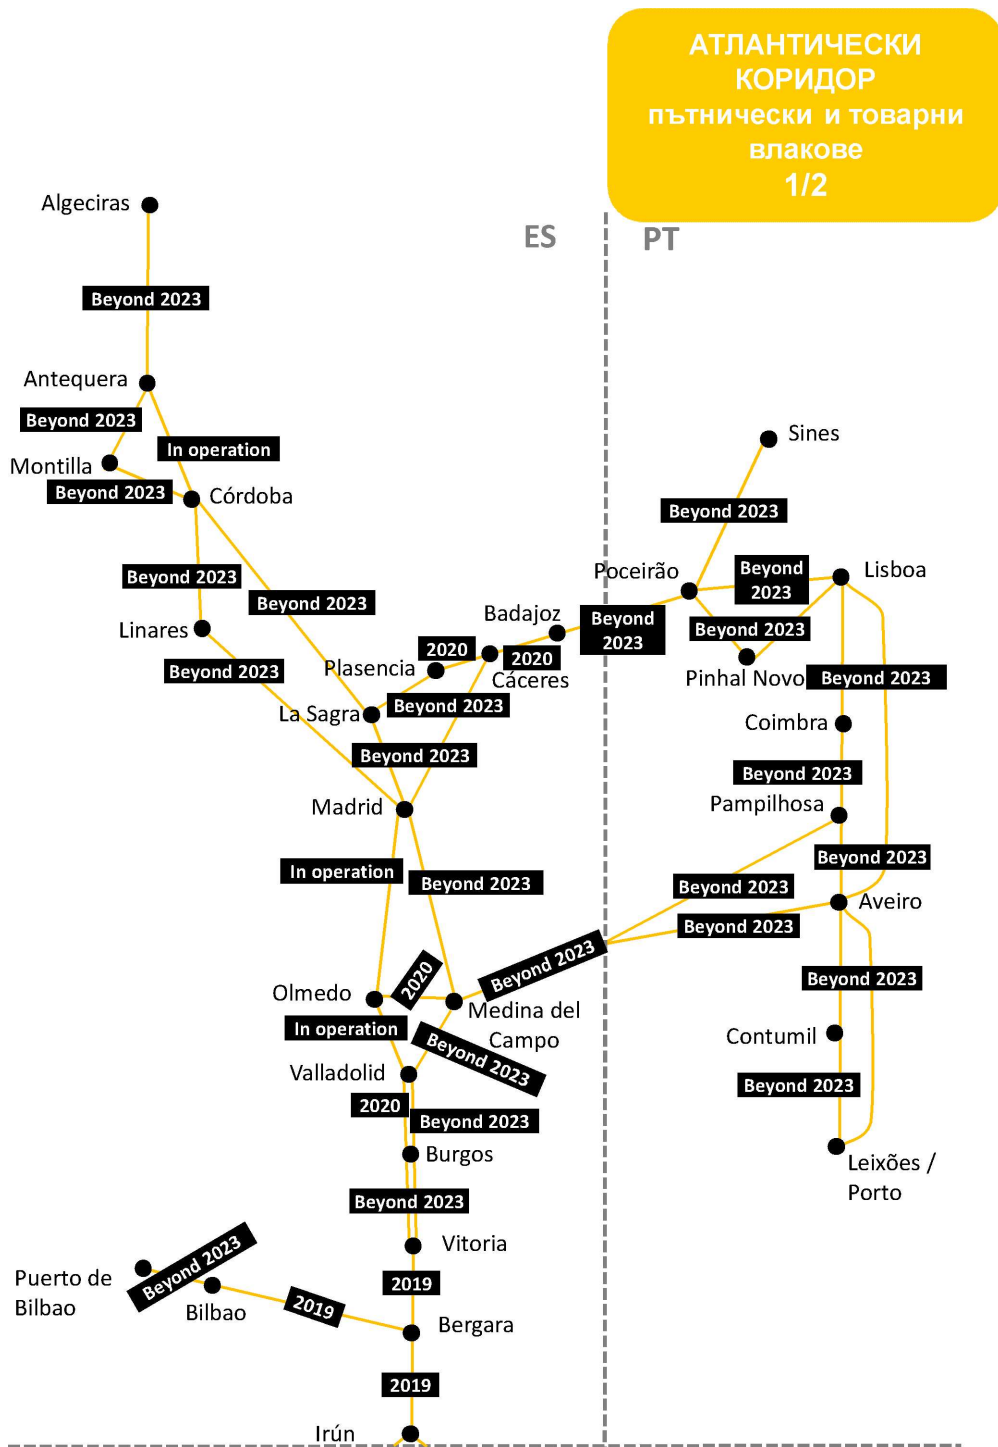 АТЛАНТИЧЕСКИ
КОРИДОР
пътнически и товарни
влакове
1/2
Algeciras
ES
PT
Beyond 2023
Antequera
Beyond 2023
In operation
Sines
Montilla
Beyond 2023
Córdoba
Beyond 2023
Beyond 2023
Beyond 2023
Poceirão
Beyond
2023
Lisboa
Linares
Badajoz
Beyond
2023
Beyond 2023
2020
2020
Plasencia
Cáceres
Beyond 2023
Pinhal Novo
Beyond 2023
Beyond 2023
La Sagra
Coimbra
Beyond 2023
Beyond 2023
Madrid
Pampilhosa
In operation
Beyond 2023
Beyond 2023
Beyond 2023
Aveiro
Beyond 2023
Beyond 2023
2020
Beyond 2023
Olmedo
Medina del
Campo
In operation
Beyond 2023
Contumil
Valladolid
Beyond 2023
2020
Beyond 2023
Burgos
Leixões /
Porto
Beyond 2023
Vitoria
Beyond 2023
Puerto de
Bilbao
Bilbao
2019
2019
Bergara
2019
Irún